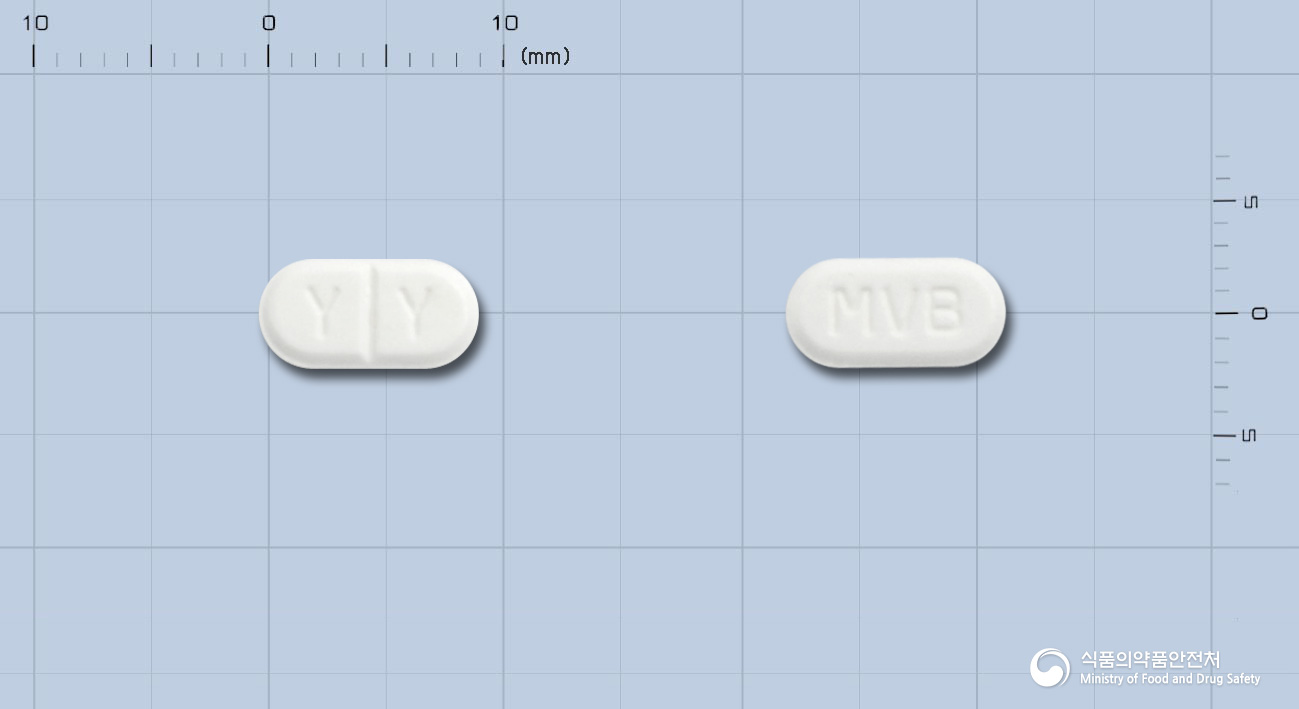 10 0 10 (mm)
5
Y Y
MVB
0
5
식품의약품안전처
Ministry of Food and Drug Safety